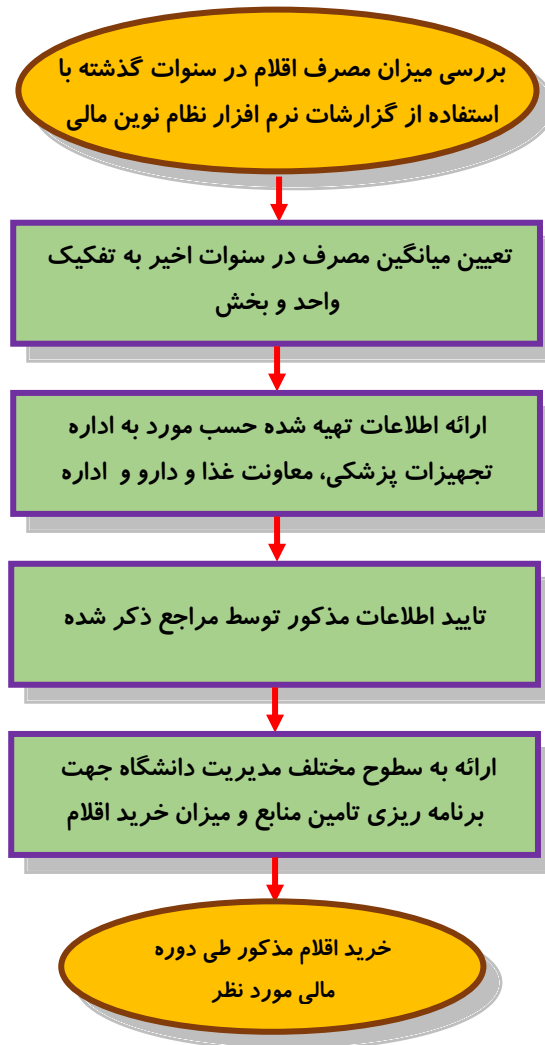 بررسی میزان مصرف اقلام در سنوات گذشته با
استفاده از گزارشات نرم افزار نظام نوین مالی
تعیین میانگین مصرف در سنوات اخیر به تفکیک
واحد و بخش
ارائه اطلاعات تهیه شده حسب مورد به اداره
تجهیزات پزشکی، معاونت غذا و دارو و اداره
تایید اطلاعات مذکور توسط مراجع ذکر شده
ارائه به سطوح مختلف مدیریت دانشگاه جهت
برنامه ریزی تامین منابع و میزان خرید اقلام
خرید اقلام مذکور طی دوره
مالی مورد نظر